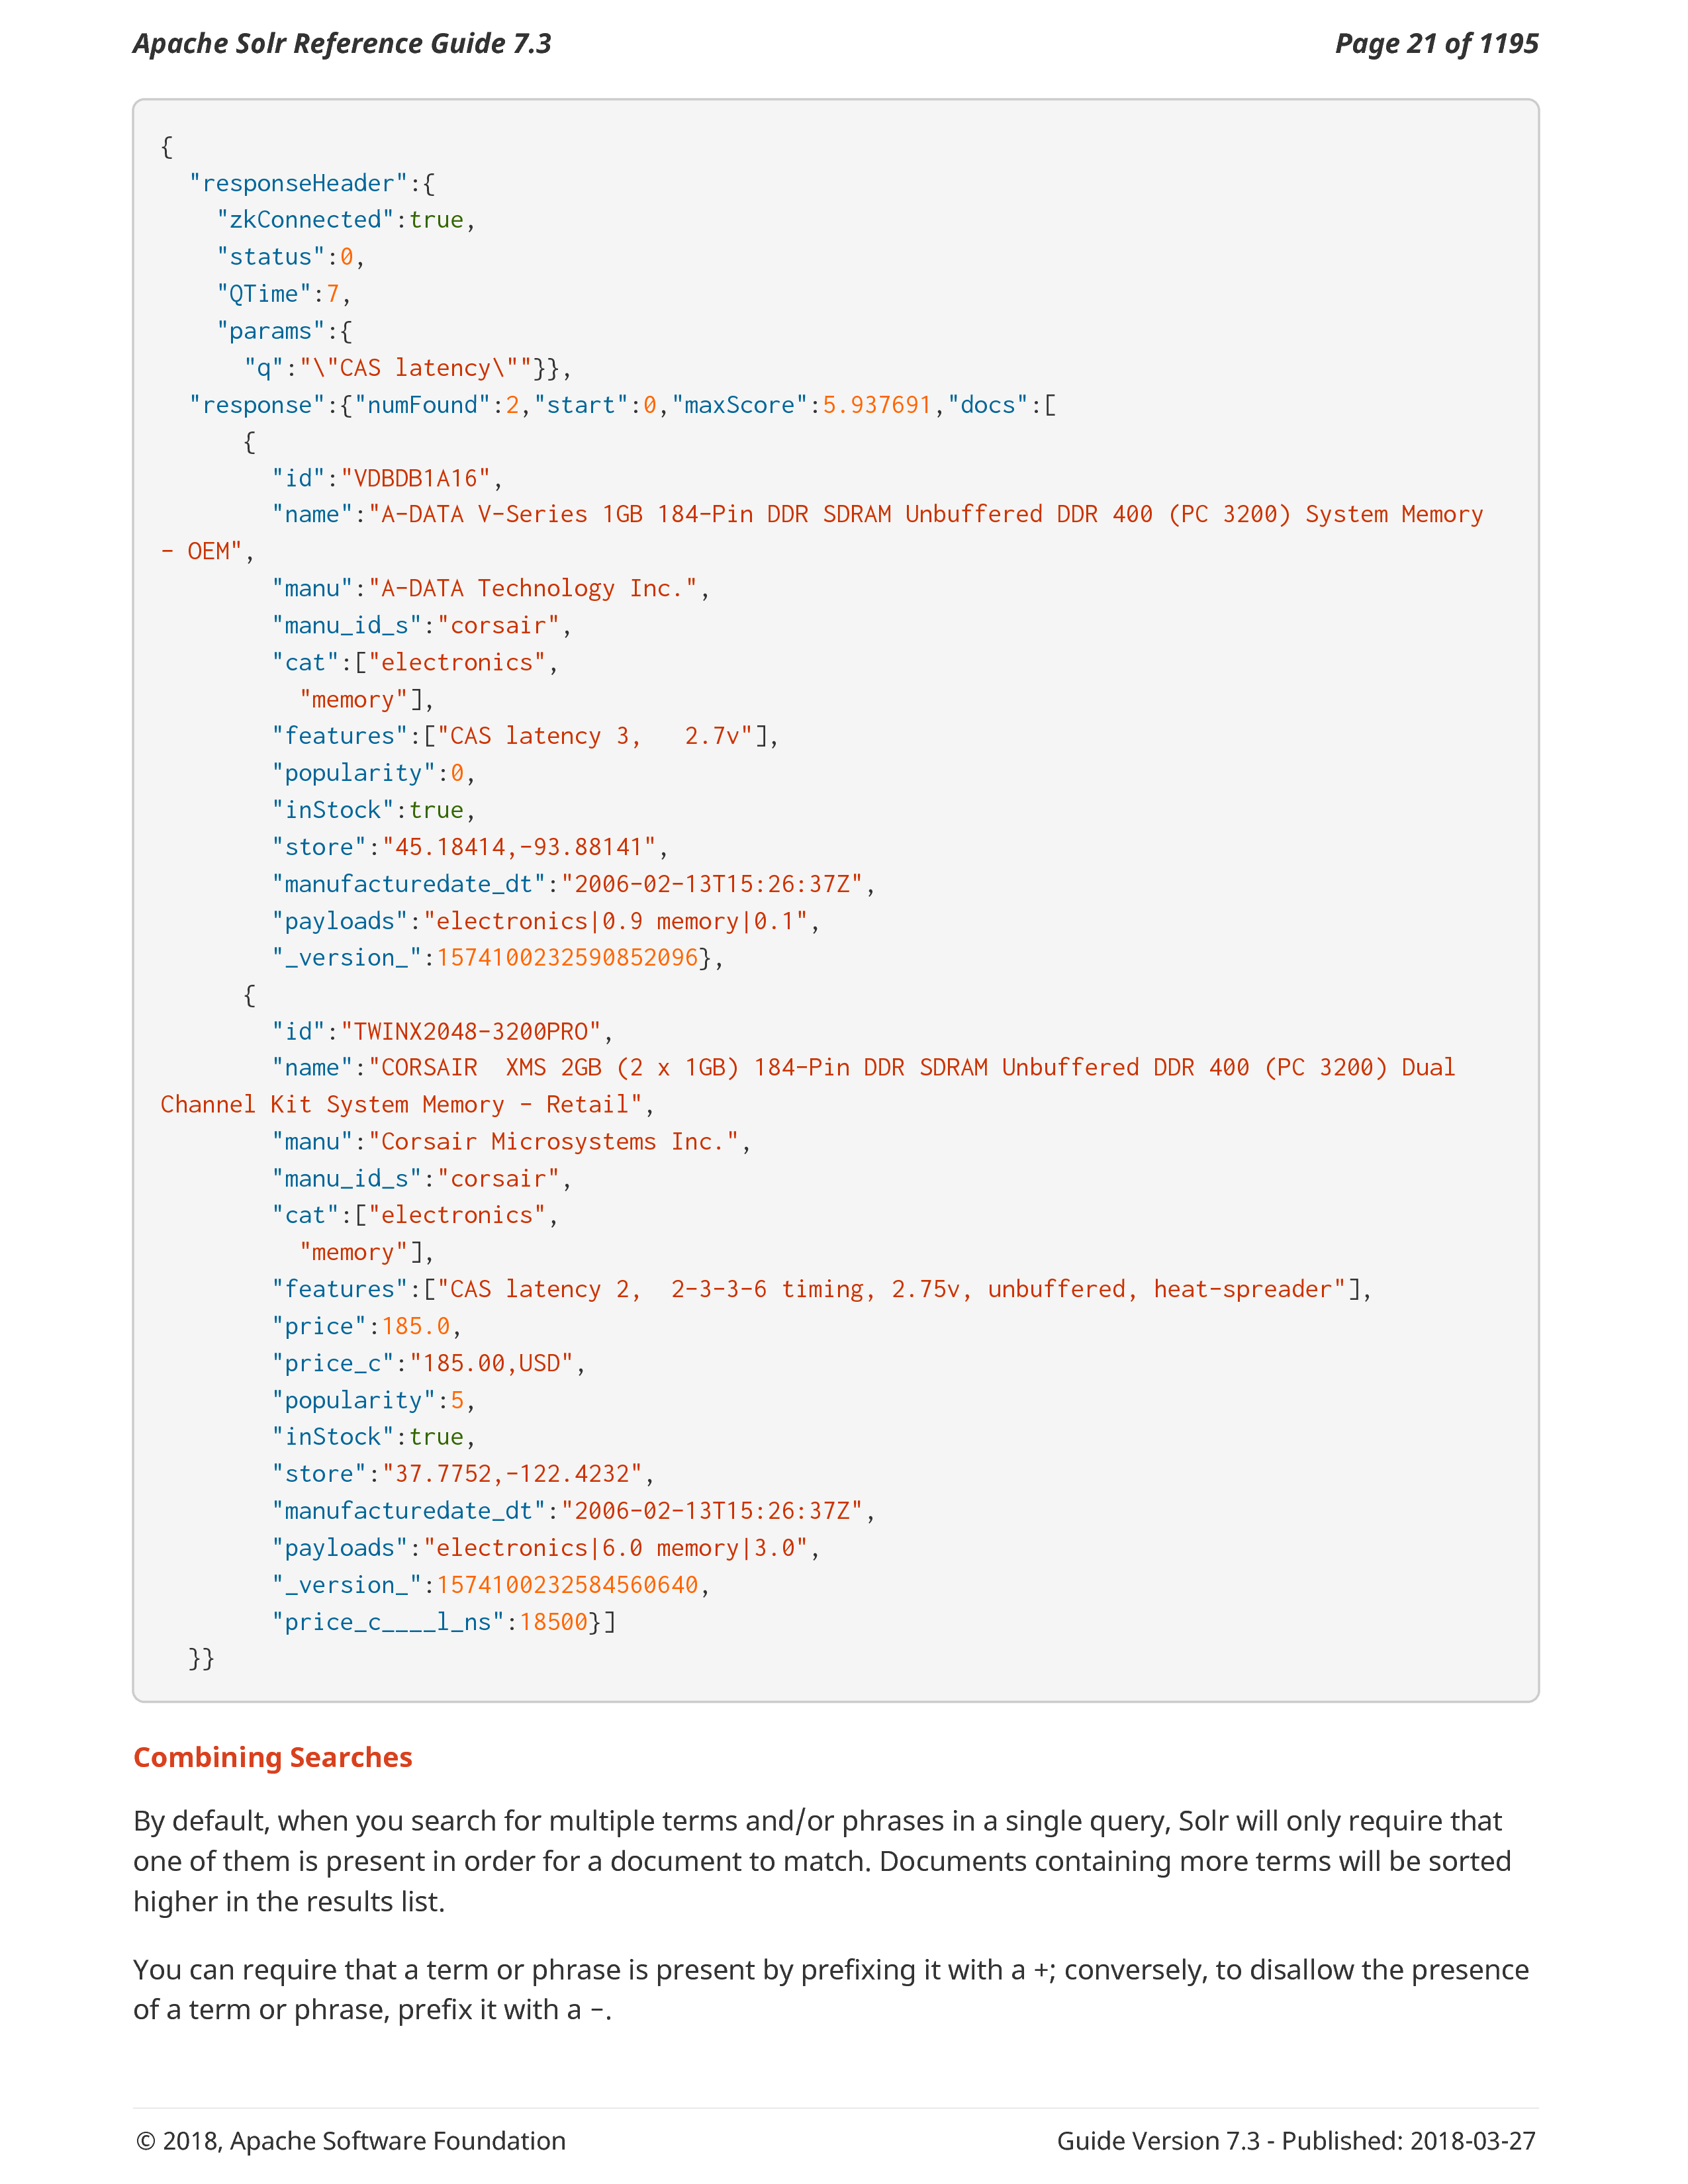 Apache Solr Reference Guide 7.3 Page 21 of 1195
{
  "responseHeader":{
    "zkConnected":true,
    "status":0,
    "QTime":7,
    "params":{
      "q":"\"CAS latency\""}},
  "response":{"numFound":2,"start":0,"maxScore":5.937691,"docs":[
      {
        "id":"VDBDB1A16",
        "name":"A-DATA V-Series 1GB 184-Pin DDR SDRAM Unbuffered DDR 400 (PC 3200) System Memory
- OEM",
        "manu":"A-DATA Technology Inc.",
        "manu_id_s":"corsair",
        "cat":["electronics",
          "memory"],
        "features":["CAS latency 3,   2.7v"],
        "popularity":0,
        "inStock":true,
        "store":"45.18414,-93.88141",
        "manufacturedate_dt":"2006-02-13T15:26:37Z",
        "payloads":"electronics|0.9 memory|0.1",
        "_version_":1574100232590852096},
      {
        "id":"TWINX2048-3200PRO",
        "name":"CORSAIR  XMS 2GB (2 x 1GB) 184-Pin DDR SDRAM Unbuffered DDR 400 (PC 3200) Dual
Channel Kit System Memory - Retail",
        "manu":"Corsair Microsystems Inc.",
        "manu_id_s":"corsair",
        "cat":["electronics",
          "memory"],
        "features":["CAS latency 2,  2-3-3-6 timing, 2.75v, unbuffered, heat-spreader"],
        "price":185.0,
        "price_c":"185.00,USD",
        "popularity":5,
        "inStock":true,
        "store":"37.7752,-122.4232",
        "manufacturedate_dt":"2006-02-13T15:26:37Z",
        "payloads":"electronics|6.0 memory|3.0",
        "_version_":1574100232584560640,
        "price_c____l_ns":18500}]
  }}
Combining Searches
By default, when you search for multiple terms and/or phrases in a single query, Solr will only require that
one of them is present in order for a document to match. Documents containing more terms will be sorted
higher in the results list.
You can require that a term or phrase is present by prefixing it with a +; conversely, to disallow the presence
of a term or phrase, prefix it with a -.
© 2018, Apache Software Foundation Guide Version 7.3 - Published: 2018-03-27